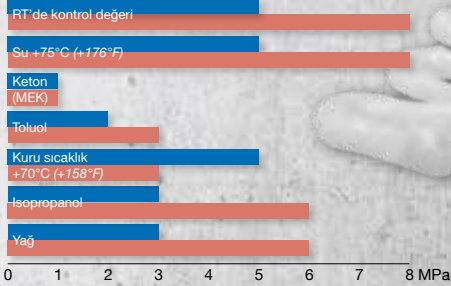 RT'de kontrol değeri
Su +75°C (+176°F)
Keton
(MEK)
Toluol
Kuru sıcaklık
+70°C (+158°F)
Isopropanol
Yağ
0 1 2 3 4 5 6 7 8 MPa